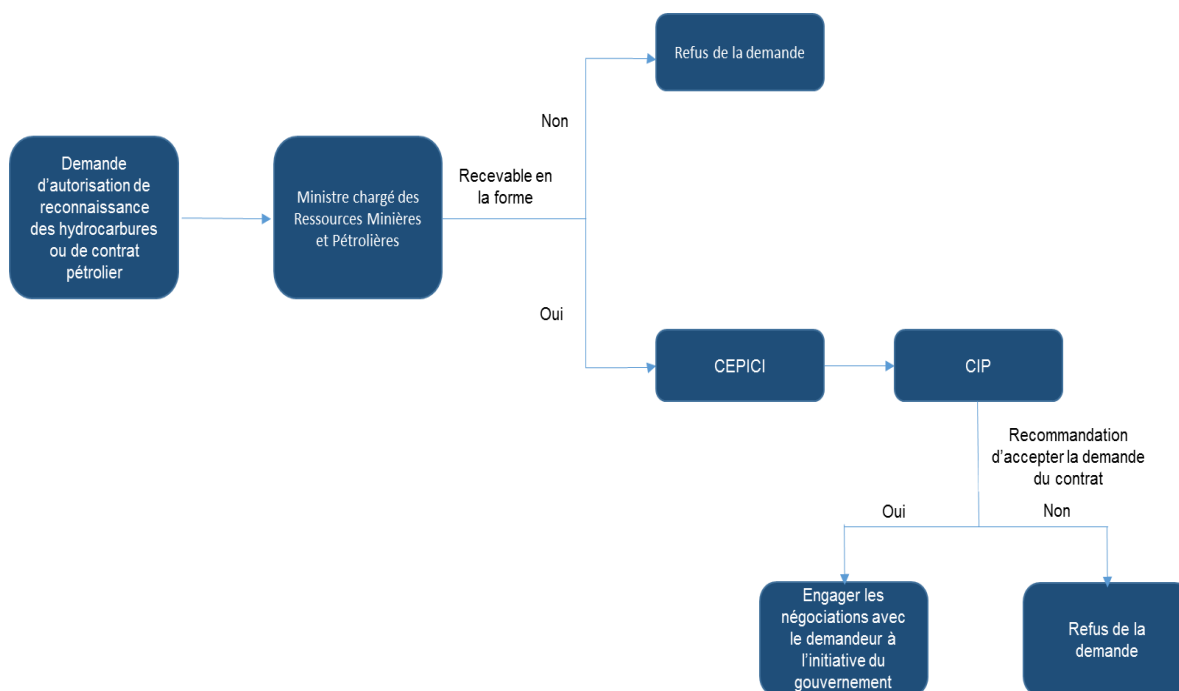 Refus de la demande
Non
Demande
d'autorisation de
reconnaissance
des hydrocarbures
ou de contrat
pétrolier
Ministre chargé des
Ressources Minières
et Pétrolières
Recevable en
la forme
Oui
CEPICI
CIP
Recommandation
d'accepter la demande
du contrat
Oui
Non
Engager les
négociations avec
le demandeur à
l'initiative du
gouvernement
Refus de la
demande